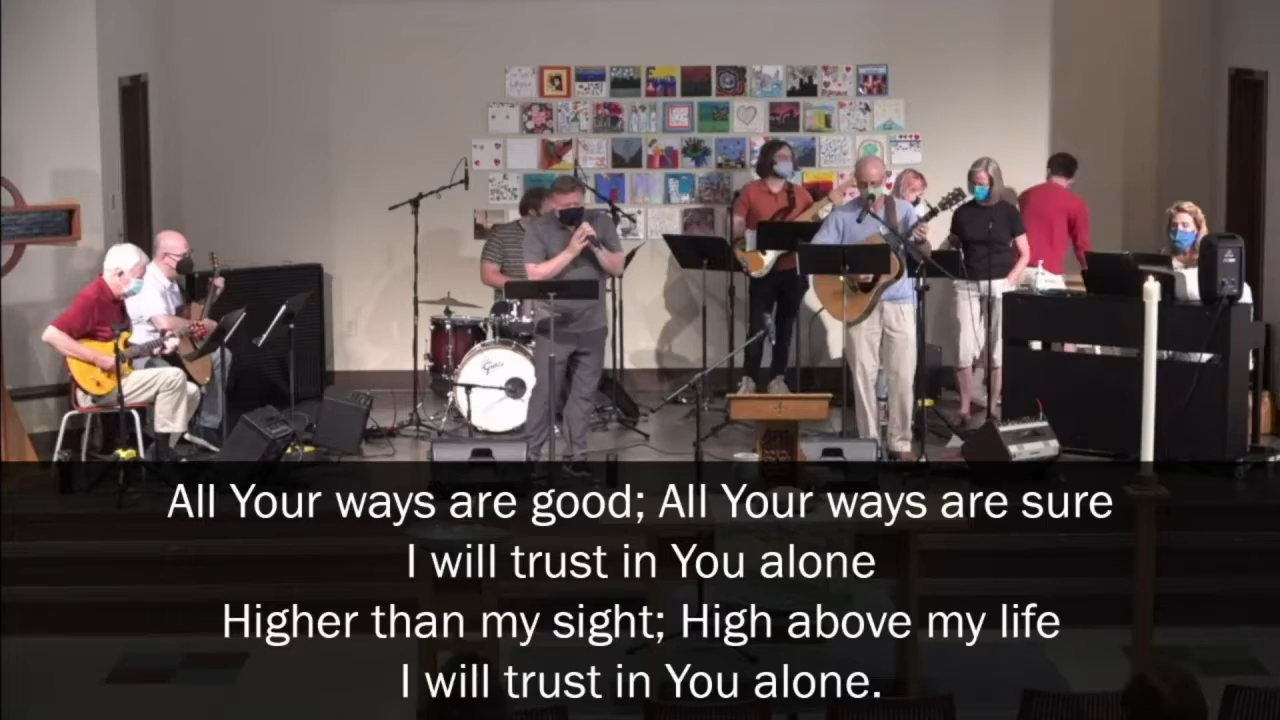 All Your ways are good; All Your ways are sure
I will trust in You alone
Higher than my sight; High above my life
I will trust in You alone.